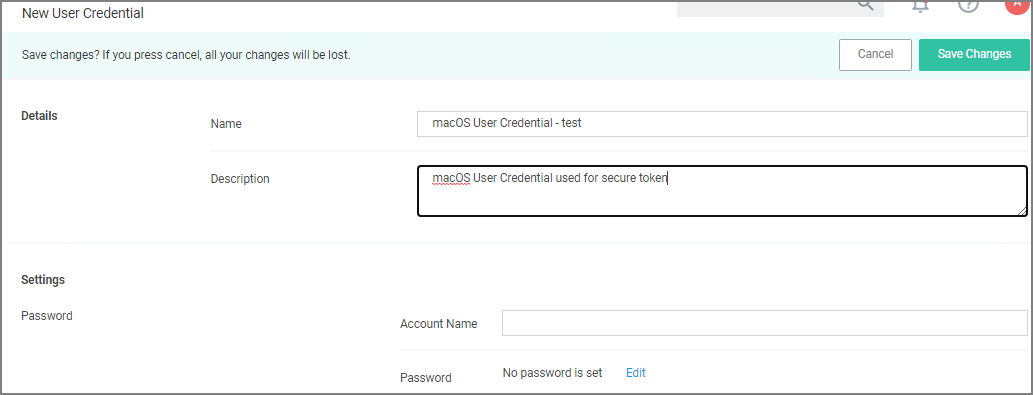 New User Credential
A
Save changes? If you press cancel, all your changes will be lost.
Cancel
Save Changes
Details
Name
macOS User Credential - test
Description
macOS User Credential used for secure token
Settings
Password
Account Name
Password
No password is set
Edit